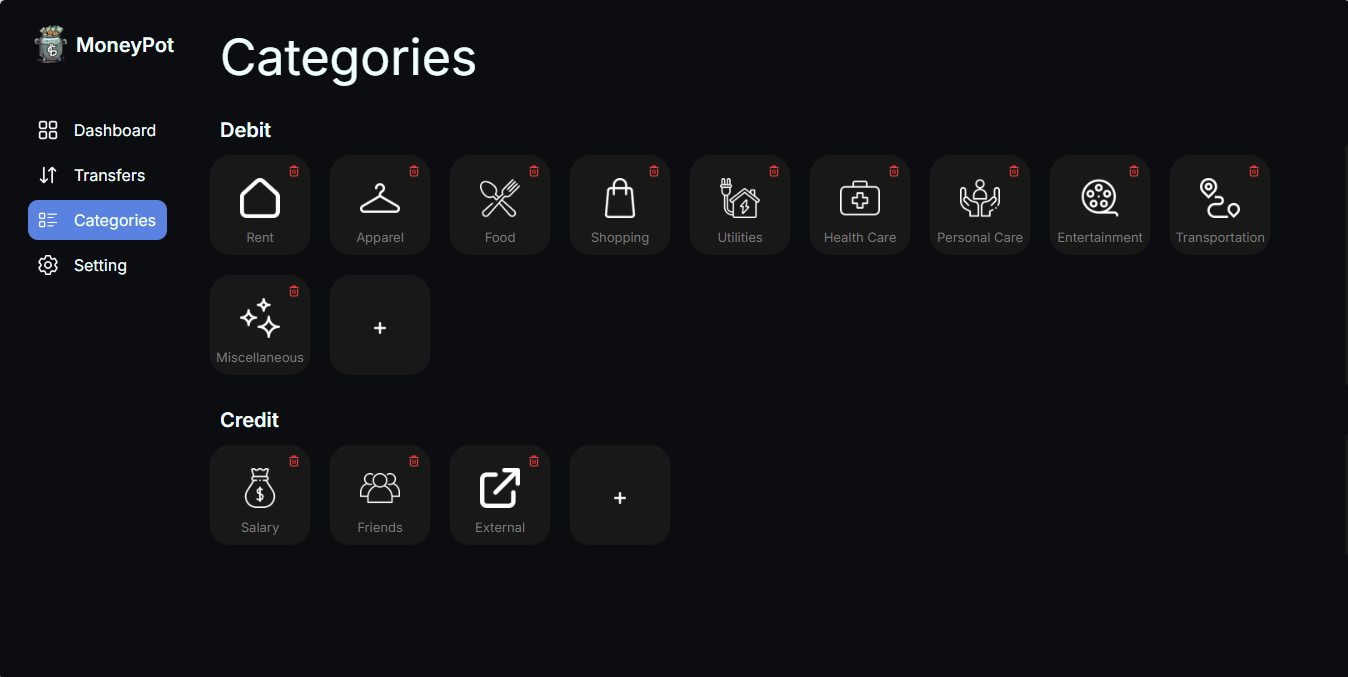 MoneyPot
Categories
Dashboard
Transfers
Categories
Setting
Debit
Rent
Apparel
Food
Shopping
Utilities
Health Care
Personal Care
Entertainment
Transportation
Miscellaneous
+
Credit
Salary
Friends
External
+